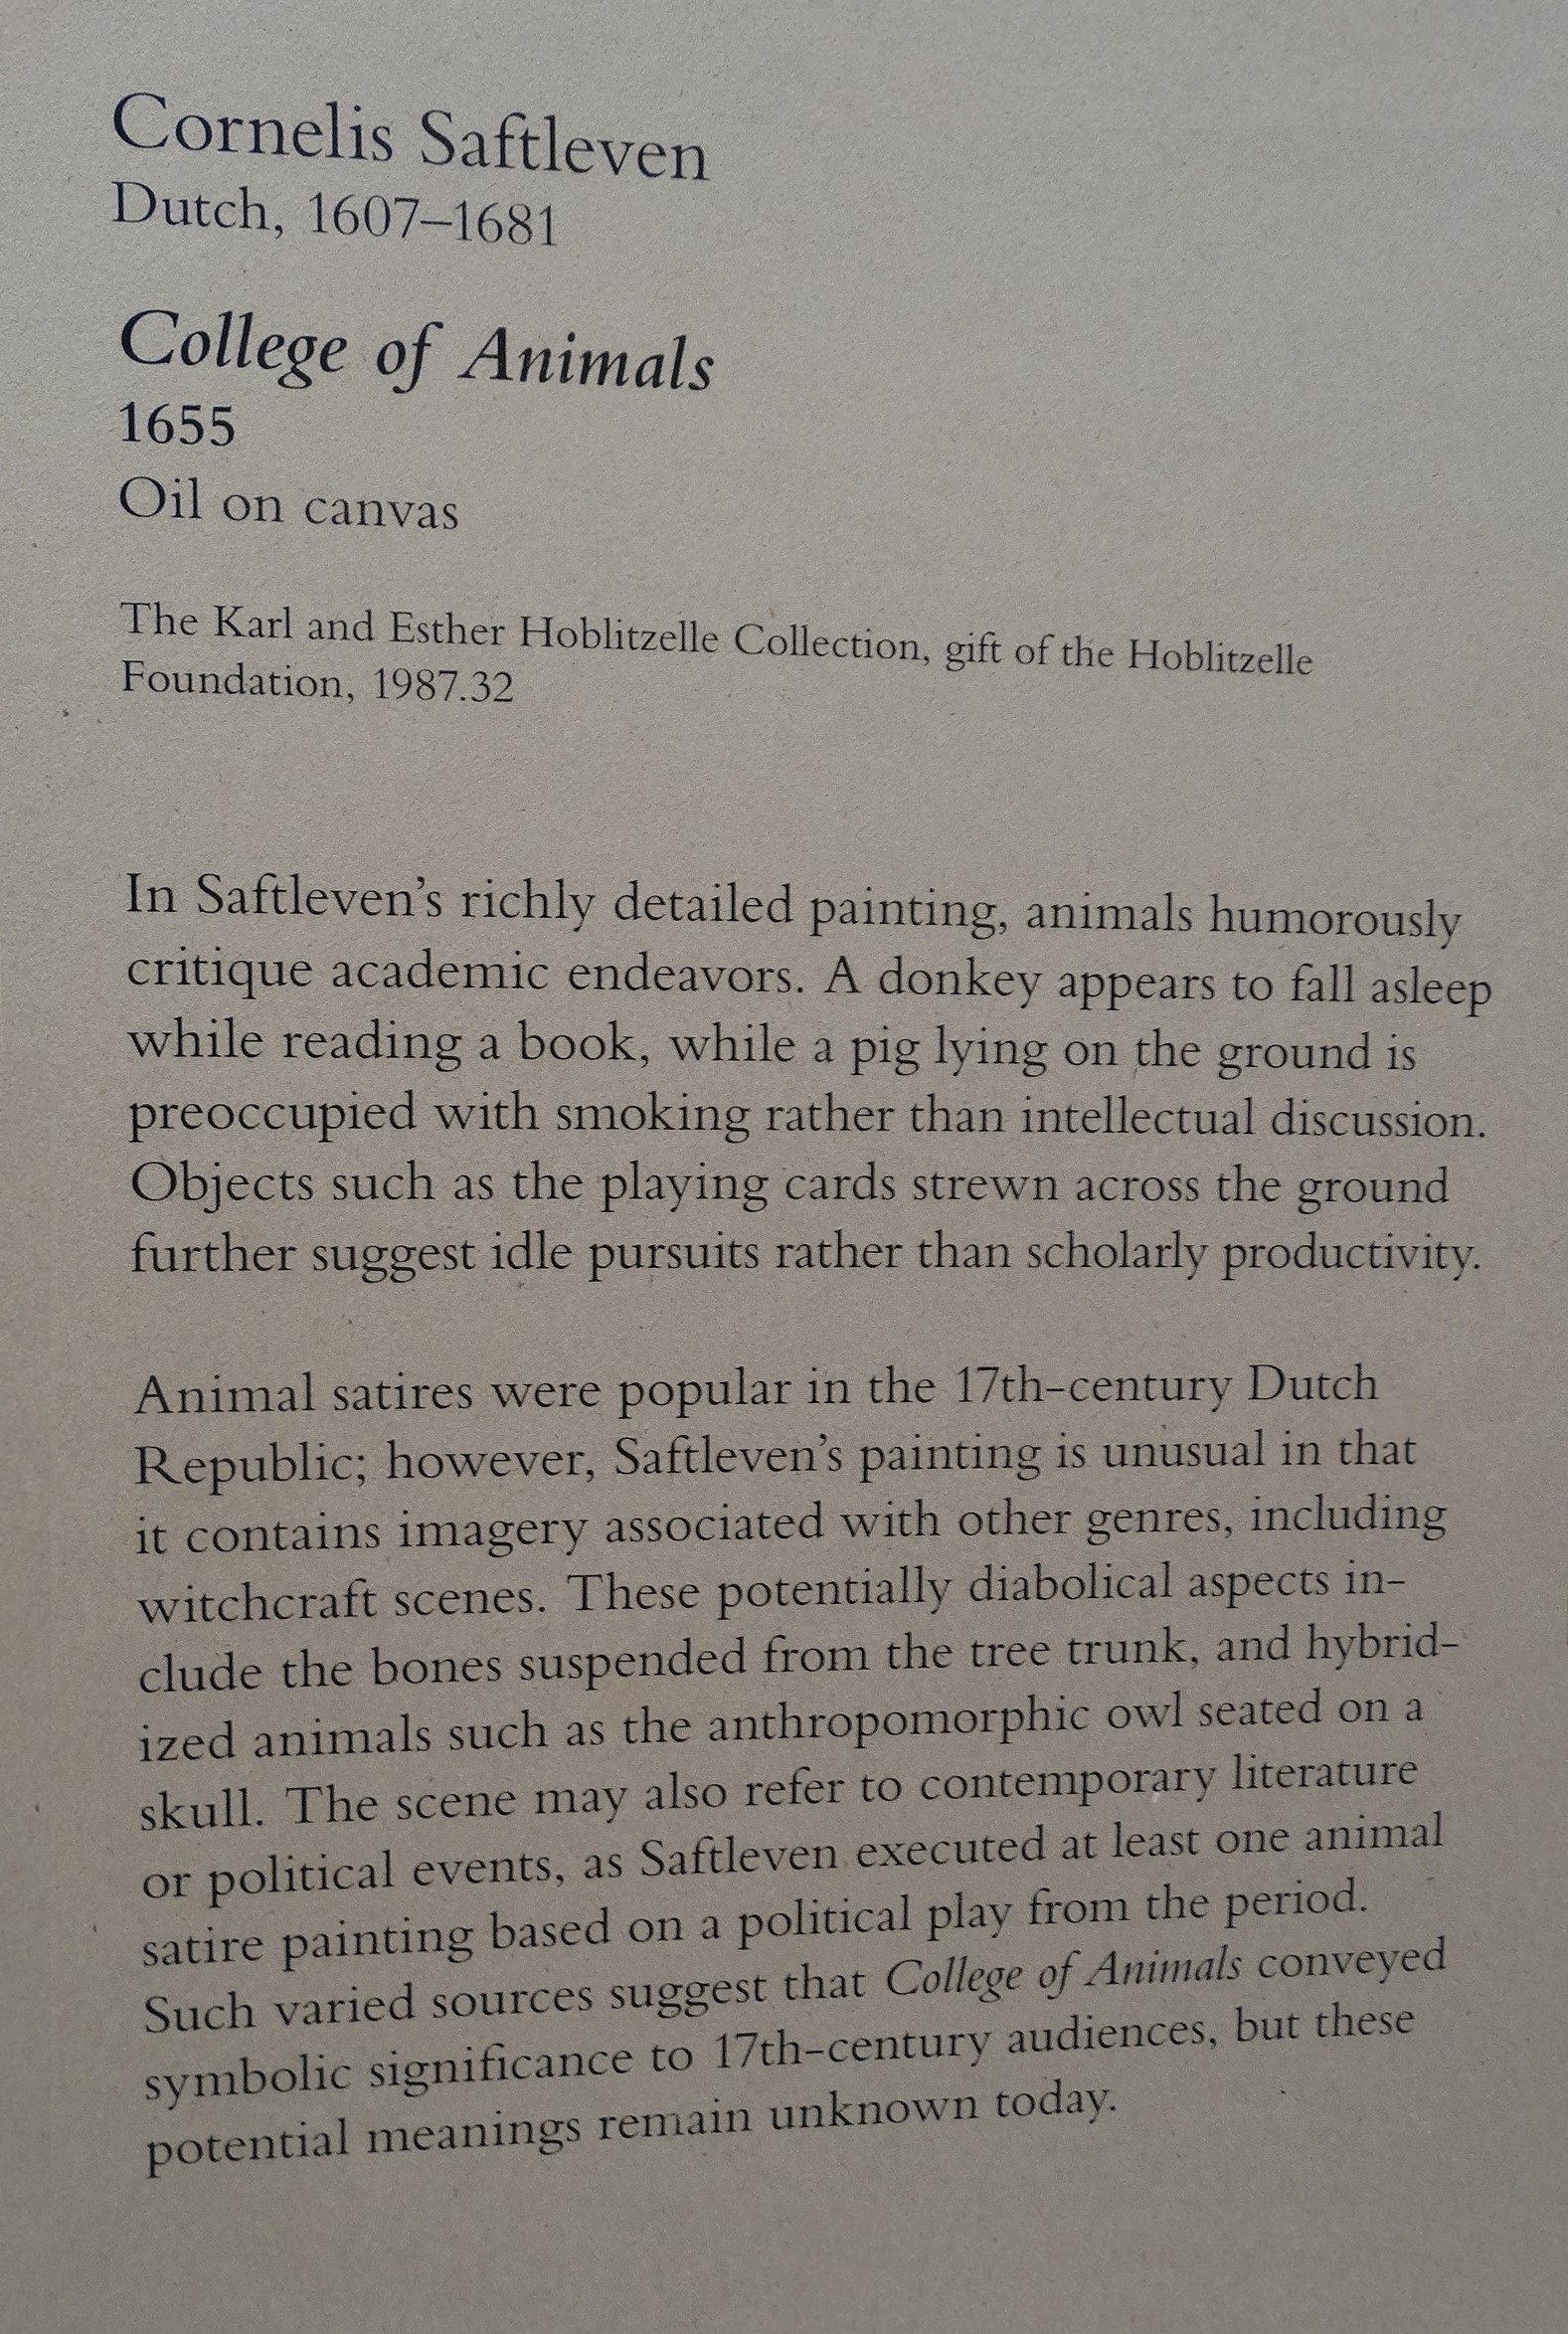 Cornelis Saftleven
Dutch, 1607–1681
College of Animals
1655
Oil on canvas
The Karl and Esther Hoblitzelle Collection, gift of the Hoblitzelle
Foundation, 1987.32
In Saftleven’s richly detailed painting, animals humorously
critique academic endeavors. A donkey appears to fall asleep
while reading a book, while a pig lying on the ground is
preoccupied with smoking rather than intellectual discussion.
Objects such as the playing cards strewn across the ground
further suggest idle pursuits rather than scholarly productivity.
Animal satires were popular in the 17th-century Dutch
Republic; however, Saftleven’s painting is unusual in that
it contains imagery associated with other genres, including
witchcraft scenes. These potentially diabolical aspects in-
clude the bones suspended from the tree trunk, and hybrid-
ized animals such as the anthropomorphic owl seated on a
skull. The scene may also refer to contemporary literature
or political events, as Saftleven executed at least one animal
satire painting based on a political play from the period.
Such varied sources suggest that College of Animals conveyed
symbolic significance to 17th-century audiences, but these
potential meanings remain unknown today.